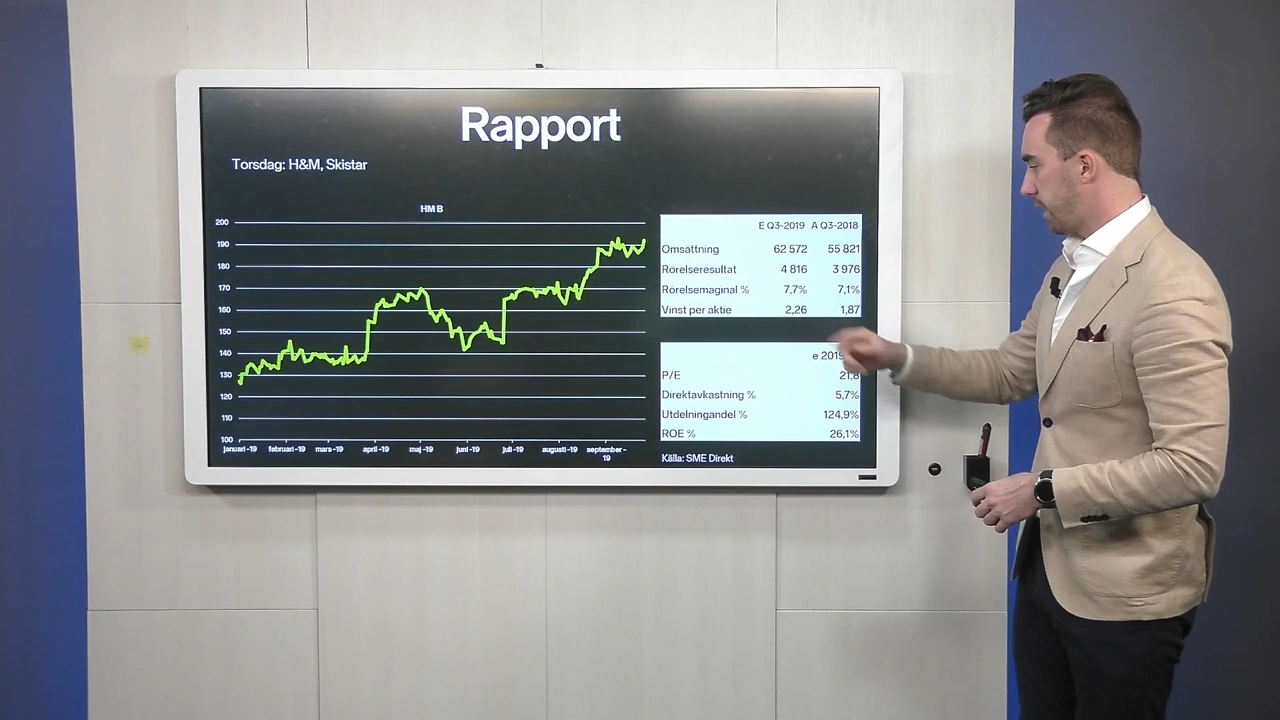 Rapport
Torsdag: H&M, Skistar
HM B
200
190
180
170
160
150
140
130
120
110
100
januari -19 februari -19 mars -19 april -19 maj -19 juni -19 juli -19 augusti -19 september -
19
E Q3-2019 A Q3-2018
Omsättning 62 572 55 821
Rörelseresultat 4 816 3 976
Rörelsemaginal % 7,7% 7,1%
Vinst per aktie 2,26 1,87
e 2019
P/E 21,8
Direktavkastning % 5,7%
Utdelningandel % 124,9%
ROE % 26,1%
Källa: SME Direkt